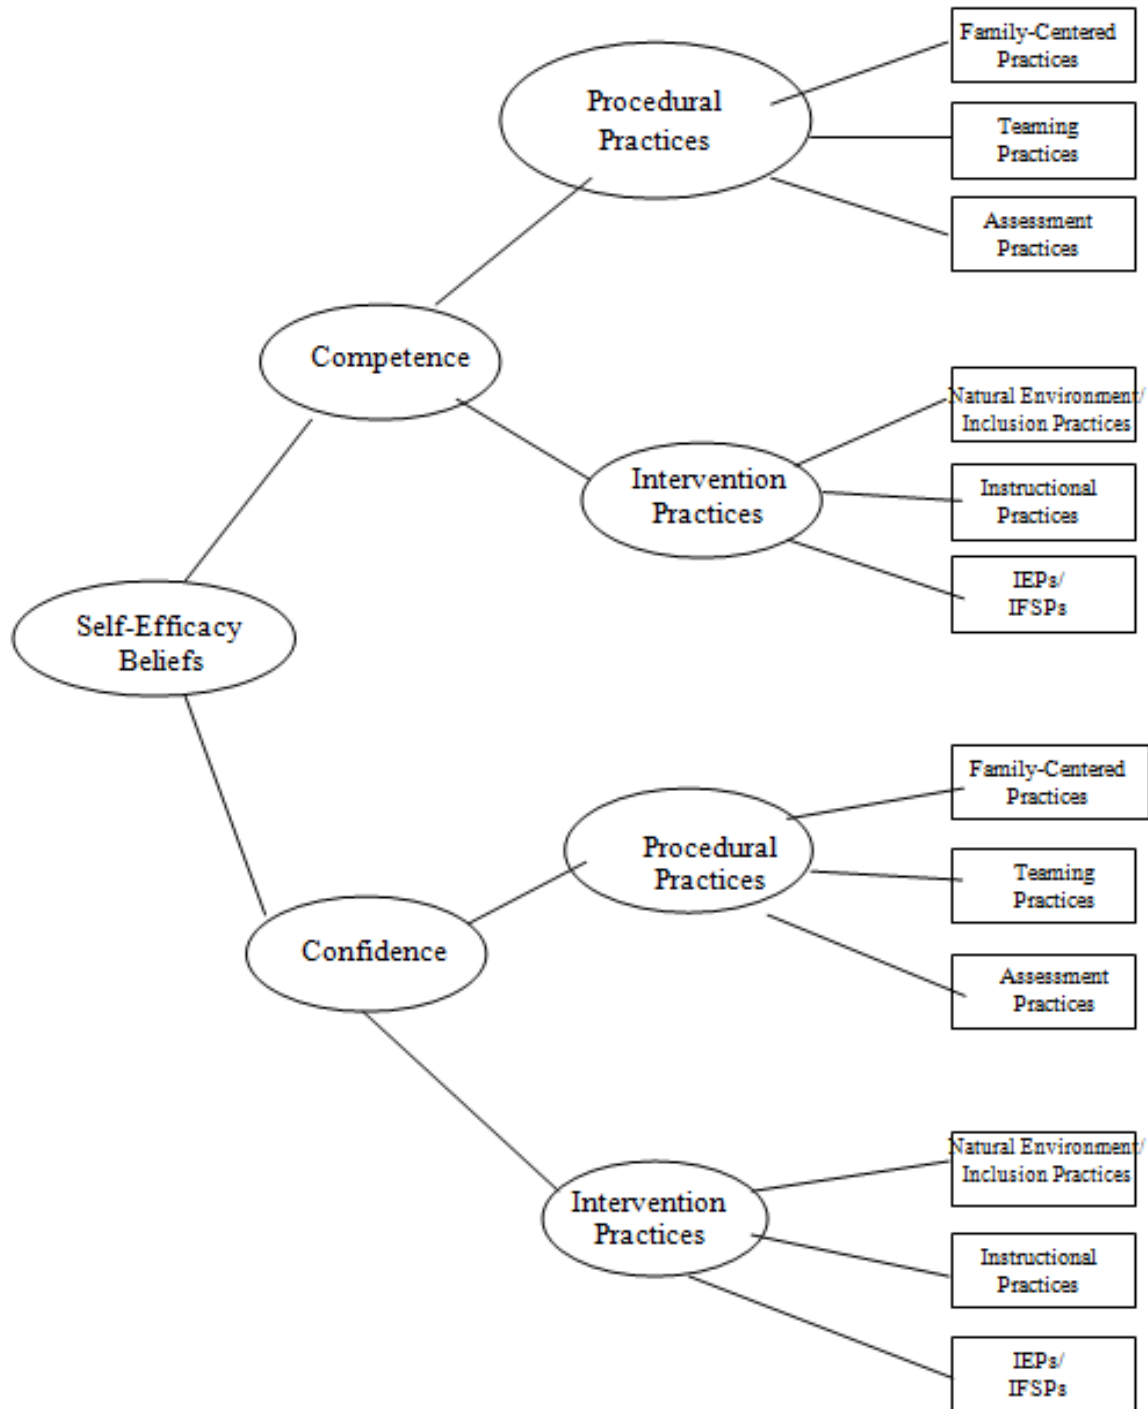 Family-Centered
Practices
Procedural
Practices
Teaming
Practices
Assessment
Practices
Competence
Natural Environment/
Inclusion Practices
Intervention
Practices
Instructional
Practices
IEPs/
IFSPs
Self-Efficacy
Beliefs
Family-Centered
Practices
Procedural
Practices
Teaming
Practices
Confidence
Assessment
Practices
Natural Environment/
Inclusion Practices
Intervention
Practices
Instructional
Practices
IEPs/
IFSPs